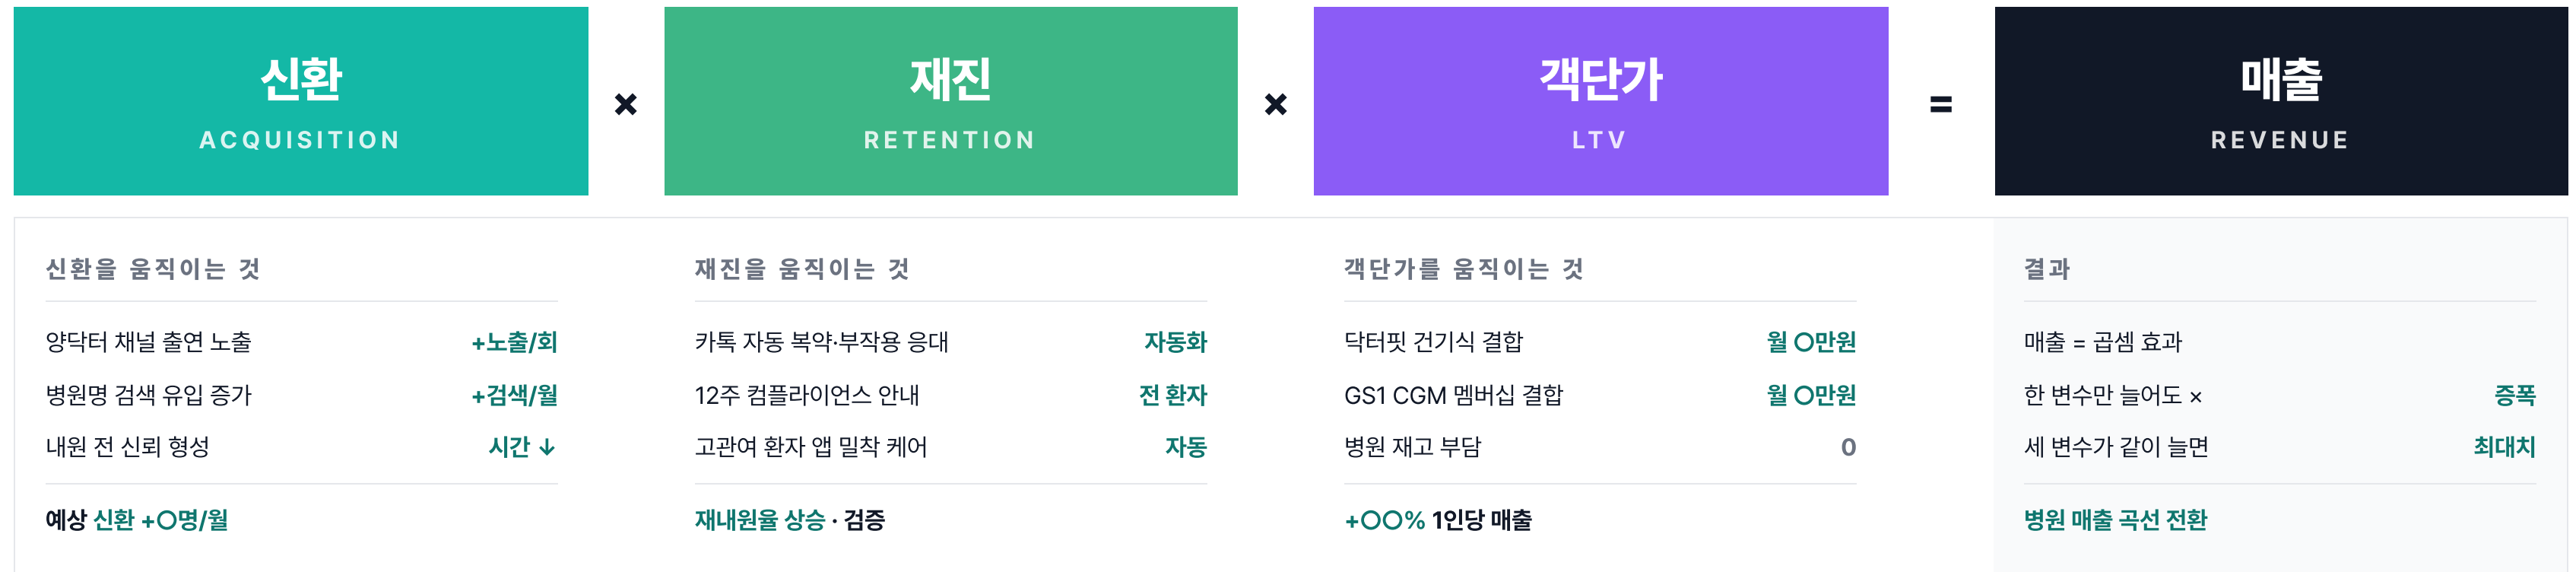 신환
ACQUISITION
×
재진
RETENTION
×
객단가
LTV
=
매출
REVENUE
신환을 움직이는 것
양닥터 채널 출연 노출 +노출/회
병원명 검색 유입 증가 +검색/월
내원 전 신뢰 형성 시간 ↓
예상 신환 +○명/월
재진을 움직이는 것
카톡 자동 복약·부작용 응대 자동화
12주 컴플라이언스 안내 전 환자
고관여 환자 앱 밀착 케어 자동
재내원율 상승 · 검증
객단가를 움직이는 것
닥터핏 건기식 결합 월 ○만원
GS1 CGM 멤버십 결합 월 ○만원
병원 재고 부담 0
+○○% 1인당 매출
결과
매출 = 곱셈 효과
한 변수만 늘어도 × 증폭
세 변수가 같이 늘면 최대치
병원 매출 곡선 전환